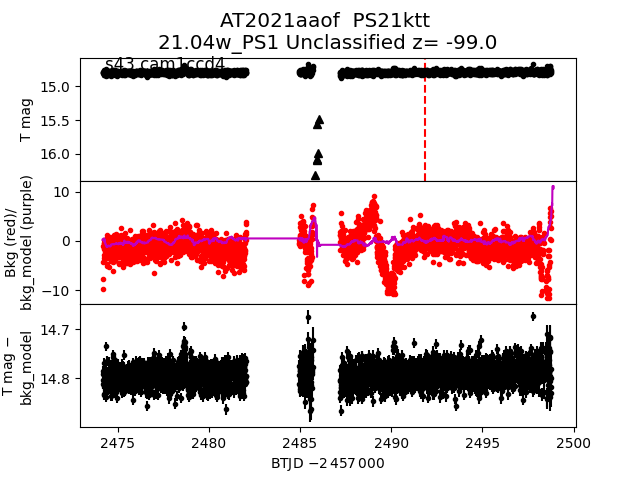 AT2021aaof  PS21ktt
21.04w_PS1 Unclassified z= -99.0
s43 cam1ccd4
15.0
15.5
16.0
T mag
10
0
−10
Bkg (red)/
bkg_model (purple)
14.7
14.8
T mag −
bkg_model
2475
2480
2485
2490
2495
2500
BTJD −2 457 000